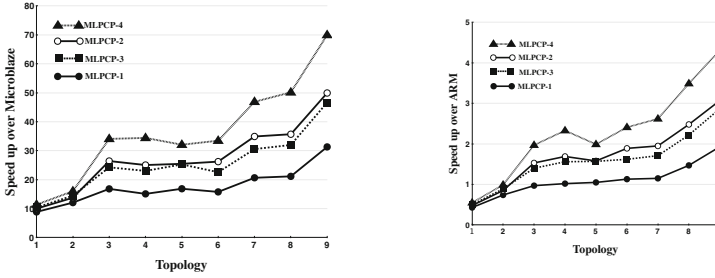 80
70
60
50
40
30
20
10
0
Speed up over Microblaze
MLPCP-4
MLPCP-2
MLPCP-3
MLPCP-1
1 2 3 4 5 6 7 8 9
Topology
5
4
3
2
1
0
Speed up over ARM
MLPCP-4
MLPCP-2
MLPCP-3
MLPCP-1
1 2 3 4 5 6 7 8
Topology